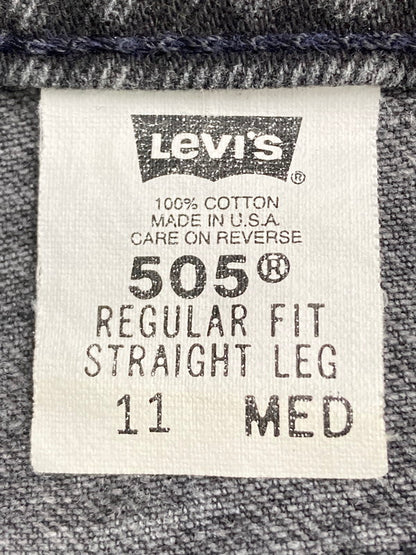 Levi's
®
100% COTTON
MADE IN U.S.A.
CARE ON REVERSE
505®
REGULAR FIT
STRAIGHT LEG
11 MED